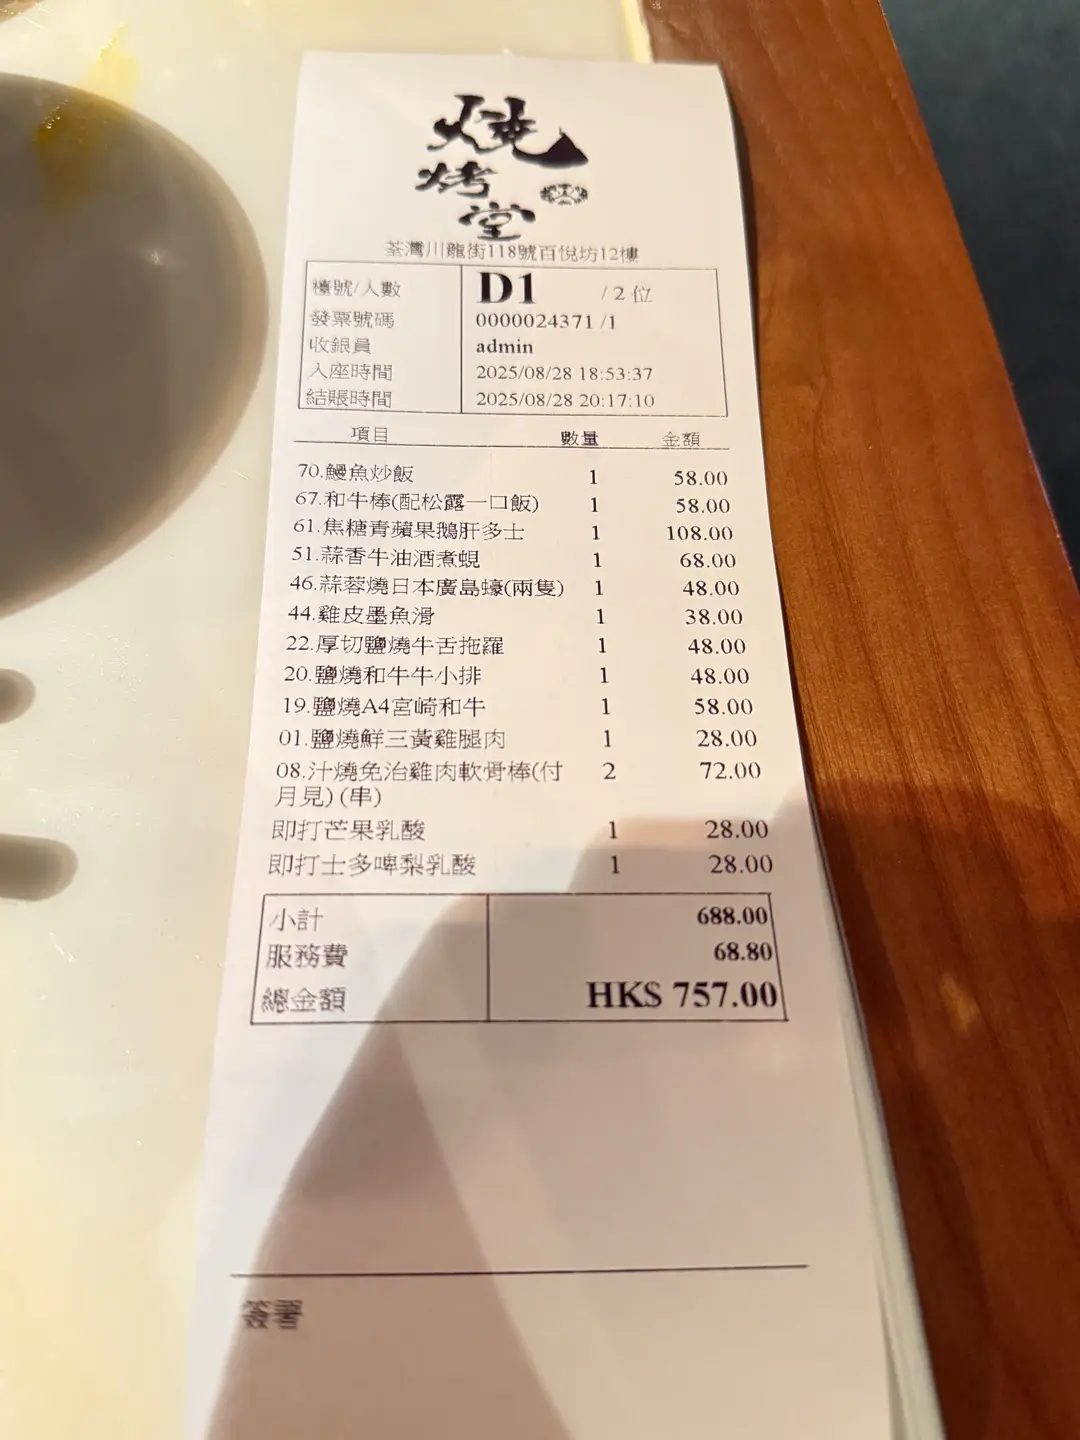 燒
烤
堂
荃灣川龍街118號百悅坊12樓
檯號/人數 D1 /2 位
發票號碼 0000024371 /1
收銀員 admin
入座時間 2025/08/28 18:53:37
結賬時間 2025/08/28 20:17:10
項目 數量 金額
70.鰻魚炒飯 1 58.00
67.和牛棒(配松露一口飯) 1 58.00
61.焦糖青蘋果鵝肝多士 1 108.00
51.蒜香牛油酒煮蜆 1 68.00
46.蒜蓉燒日本廣島蠔(兩隻) 1 48.00
44.雞皮墨魚滑 1 38.00
22.厚切鹽燒牛舌拖羅 1 48.00
20.鹽燒和牛牛小排 1 48.00
19.鹽燒A4宮崎和牛 1 58.00
01.鹽燒鮮三黃雞腿肉 1 28.00
08.汁燒免治雞肉軟骨棒(付 2 72.00
月見) (串)
即打芒果乳酸 1 28.00
即打士多啤梨乳酸 1 28.00
小計 688.00
服務費 68.80
總金額 HK$ 757.00
簽署